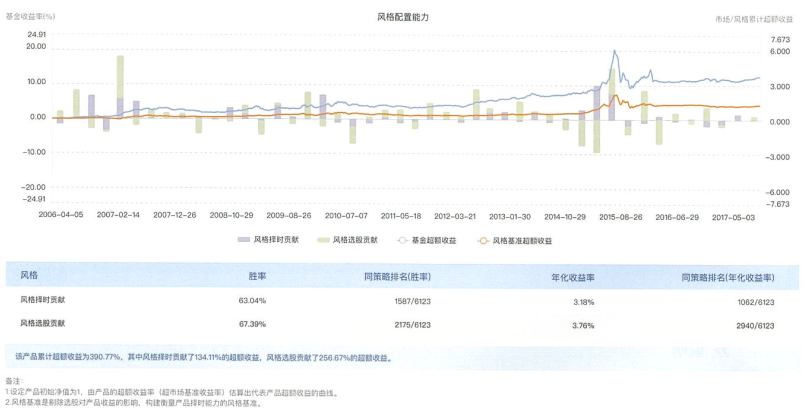 风格配置能力
基金收益率(%)
市场/风格累计超额收益
24.91
20.00
10.00
0.00
-10.00
-20.00
-24.91
7.673
6.000
3.000
0.000
-3.000
-6.000
-7.673
2006-04-05 2007-02-14 2007-12-26 2008-10-29 2009-08-26 2010-07-07 2011-05-18 2012-03-21 2013-01-30 2014-10-29 2015-08-26 2016-06-29 2017-05-03
风格择时贡献 风格选股贡献 基金超额收益 风格基准超额收益
风格 胜率 同策略排名(胜率) 年化收益率 同策略排名(年化收益率)
风格择时贡献 63.04% 1587/6123 3.18% 1062/6123
风格选股贡献 67.39% 2175/6123 3.76% 2940/6123
该产品累计超额收益为390.77%，其中风格择时贡献了134.11%的超额收益，风格选股贡献了256.67%的超额收益。
备注：
1.设定产品初始净值为1，由产品的超额收益率（超市场基准收益率）估算出代表产品超额收益的曲线。
2.风格基准是剔除选股对产品收益的影响，构建衡量产品择时能力的风格基准。